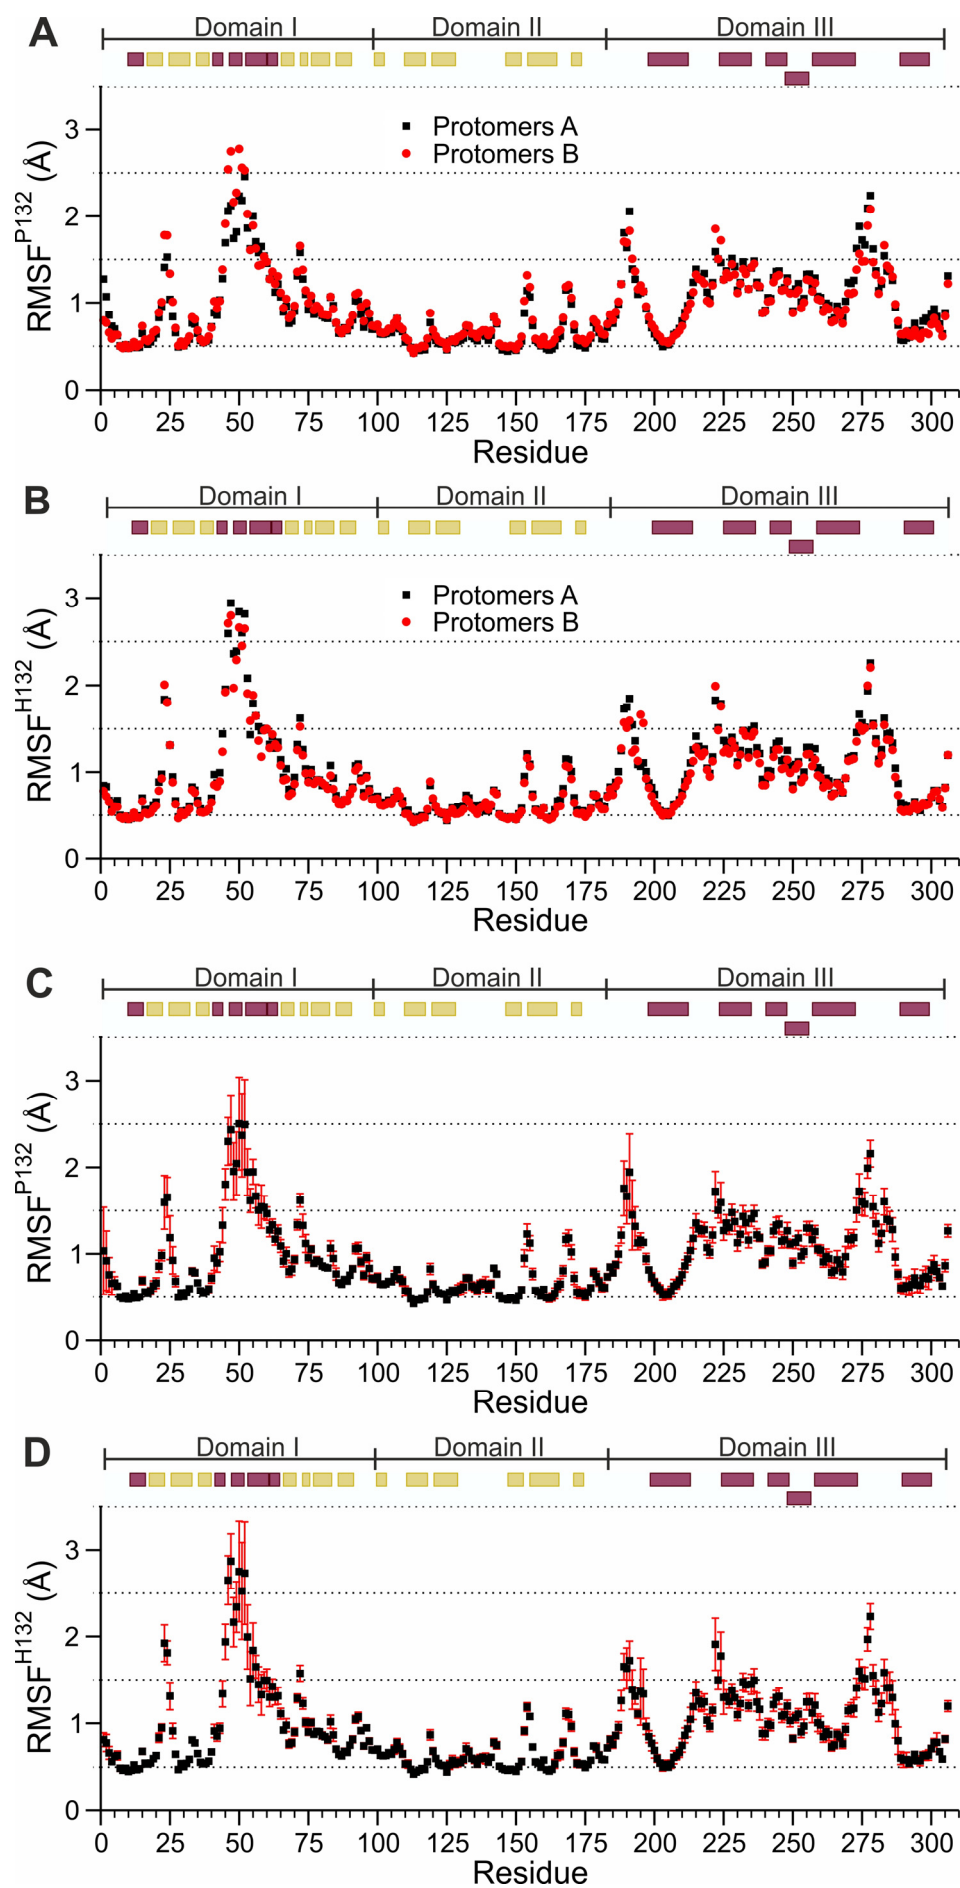 A
Domain I Domain II Domain III
Protomers A
Protomers B
RMSF^P132 (Å)
3
2
1
0
0 25 50 75 100 125 150 175 200 225 250 275 300
Residue
B
Domain I Domain II Domain III
Protomers A
Protomers B
RMSF^H132 (Å)
3
2
1
0
0 25 50 75 100 125 150 175 200 225 250 275 300
Residue
C
Domain I Domain II Domain III
RMSF^P132 (Å)
3
2
1
0
0 25 50 75 100 125 150 175 200 225 250 275 300
Residue
D
Domain I Domain II Domain III
RMSF^H132 (Å)
3
2
1
0
0 25 50 75 100 125 150 175 200 225 250 275 300
Residue